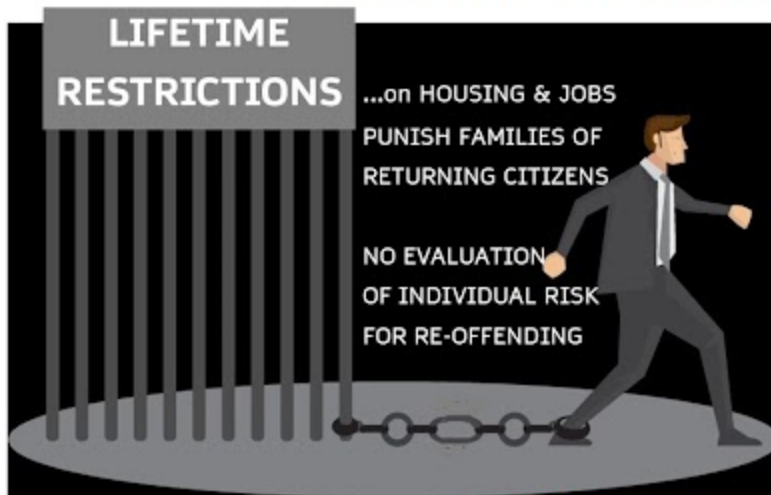 LIFETIME
RESTRICTIONS
...on HOUSING & JOBS
PUNISH FAMILIES OF
RETURNING CITIZENS
NO EVALUATION
OF INDIVIDUAL RISK
FOR RE-OFFENDING